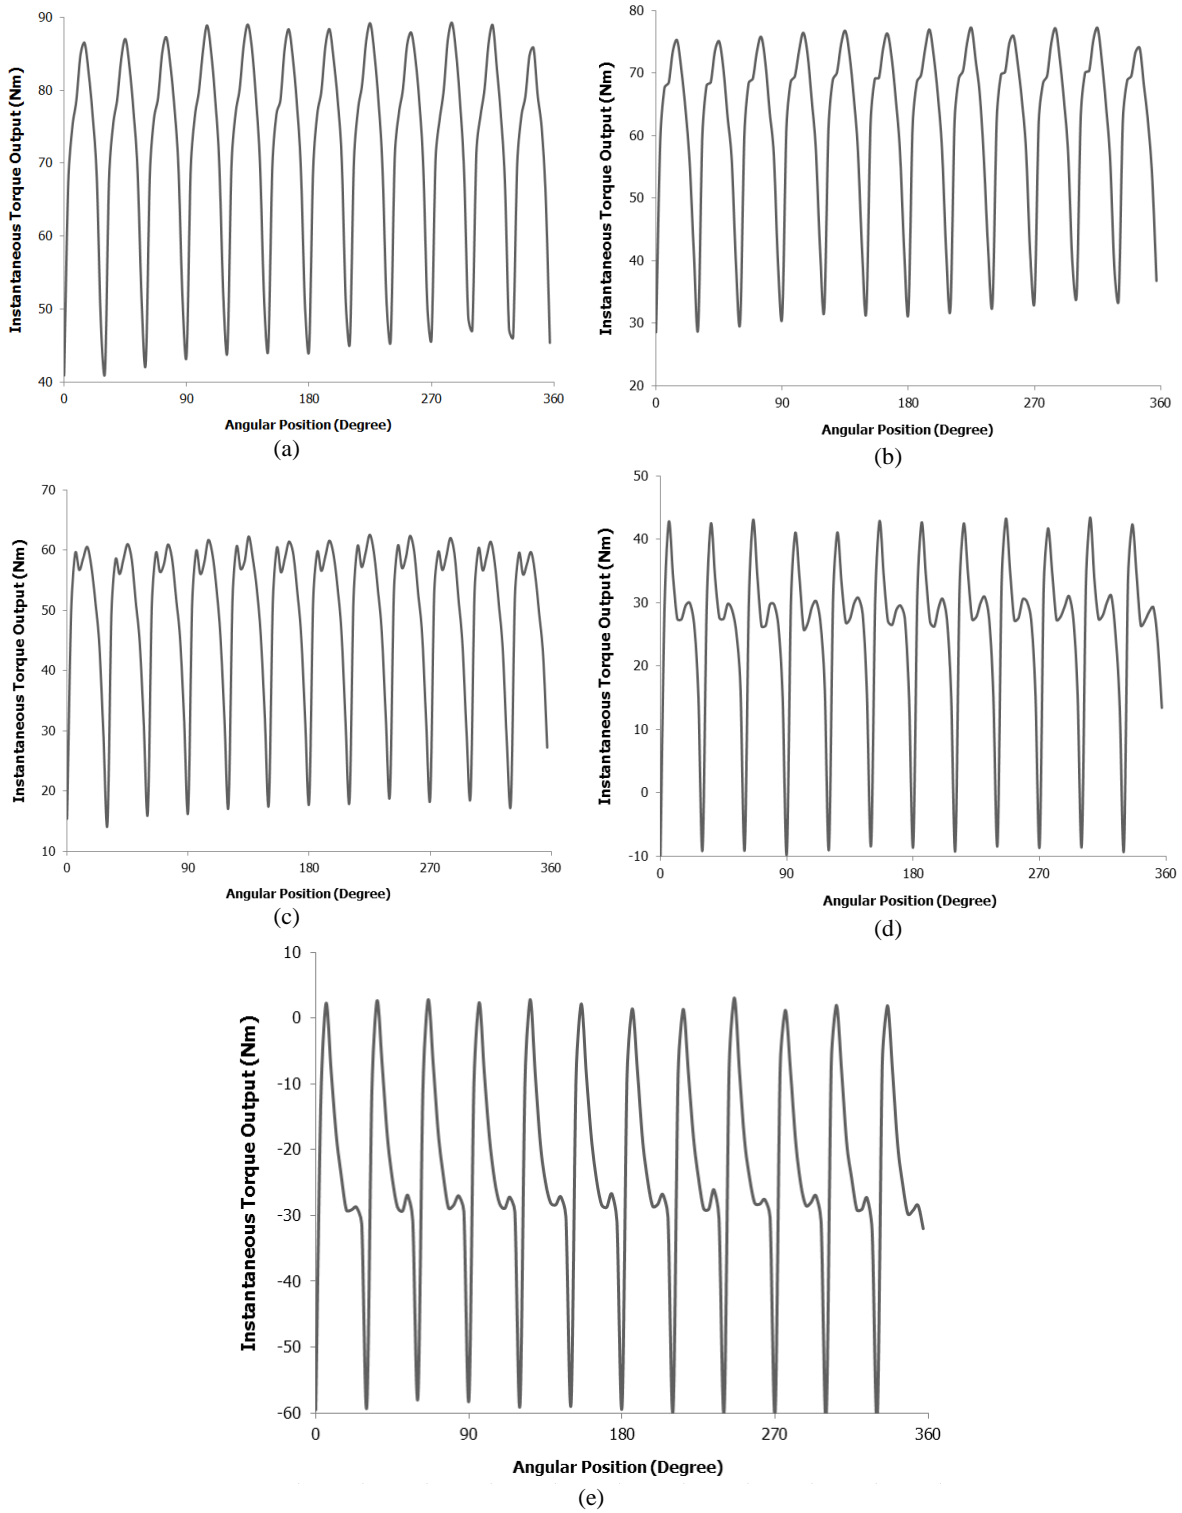 Instantaneous Torque Output (Nm)
90
80
70
60
50
40
0 90 180 270 360
Angular Position (Degree)
(a)
Instantaneous Torque Output (Nm)
80
70
60
50
40
30
20
0 90 180 270 360
Angular Position (Degree)
(b)
Instantaneous Torque Output (Nm)
70
60
50
40
30
20
10
0 90 180 270 360
Angular Position (Degree)
(c)
Instantaneous Torque Output (Nm)
50
40
30
20
10
0
-10
0 90 180 270 360
Angular Position (Degree)
(d)
Instantaneous Torque Output (Nm)
10
0
-10
-20
-30
-40
-50
-60
0 90 180 270 360
Angular Position (Degree)
(e)